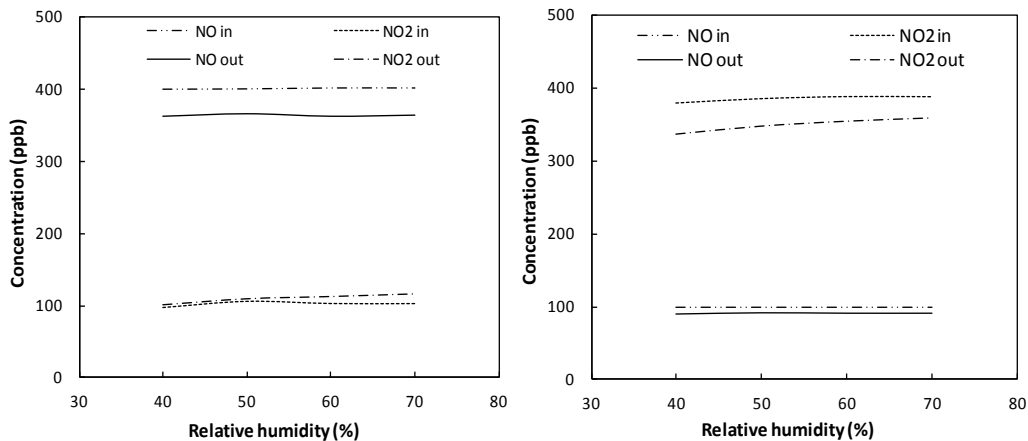 500
400
300
200
100
0
30 40 50 60 70 80
Concentration (ppb)
Relative humidity (%)
NO in NO2 in
NO out NO2 out
500
400
300
200
100
0
30 40 50 60 70 80
Concentration (ppb)
Relative humidity (%)
NO in NO2 in
NO out NO2 out